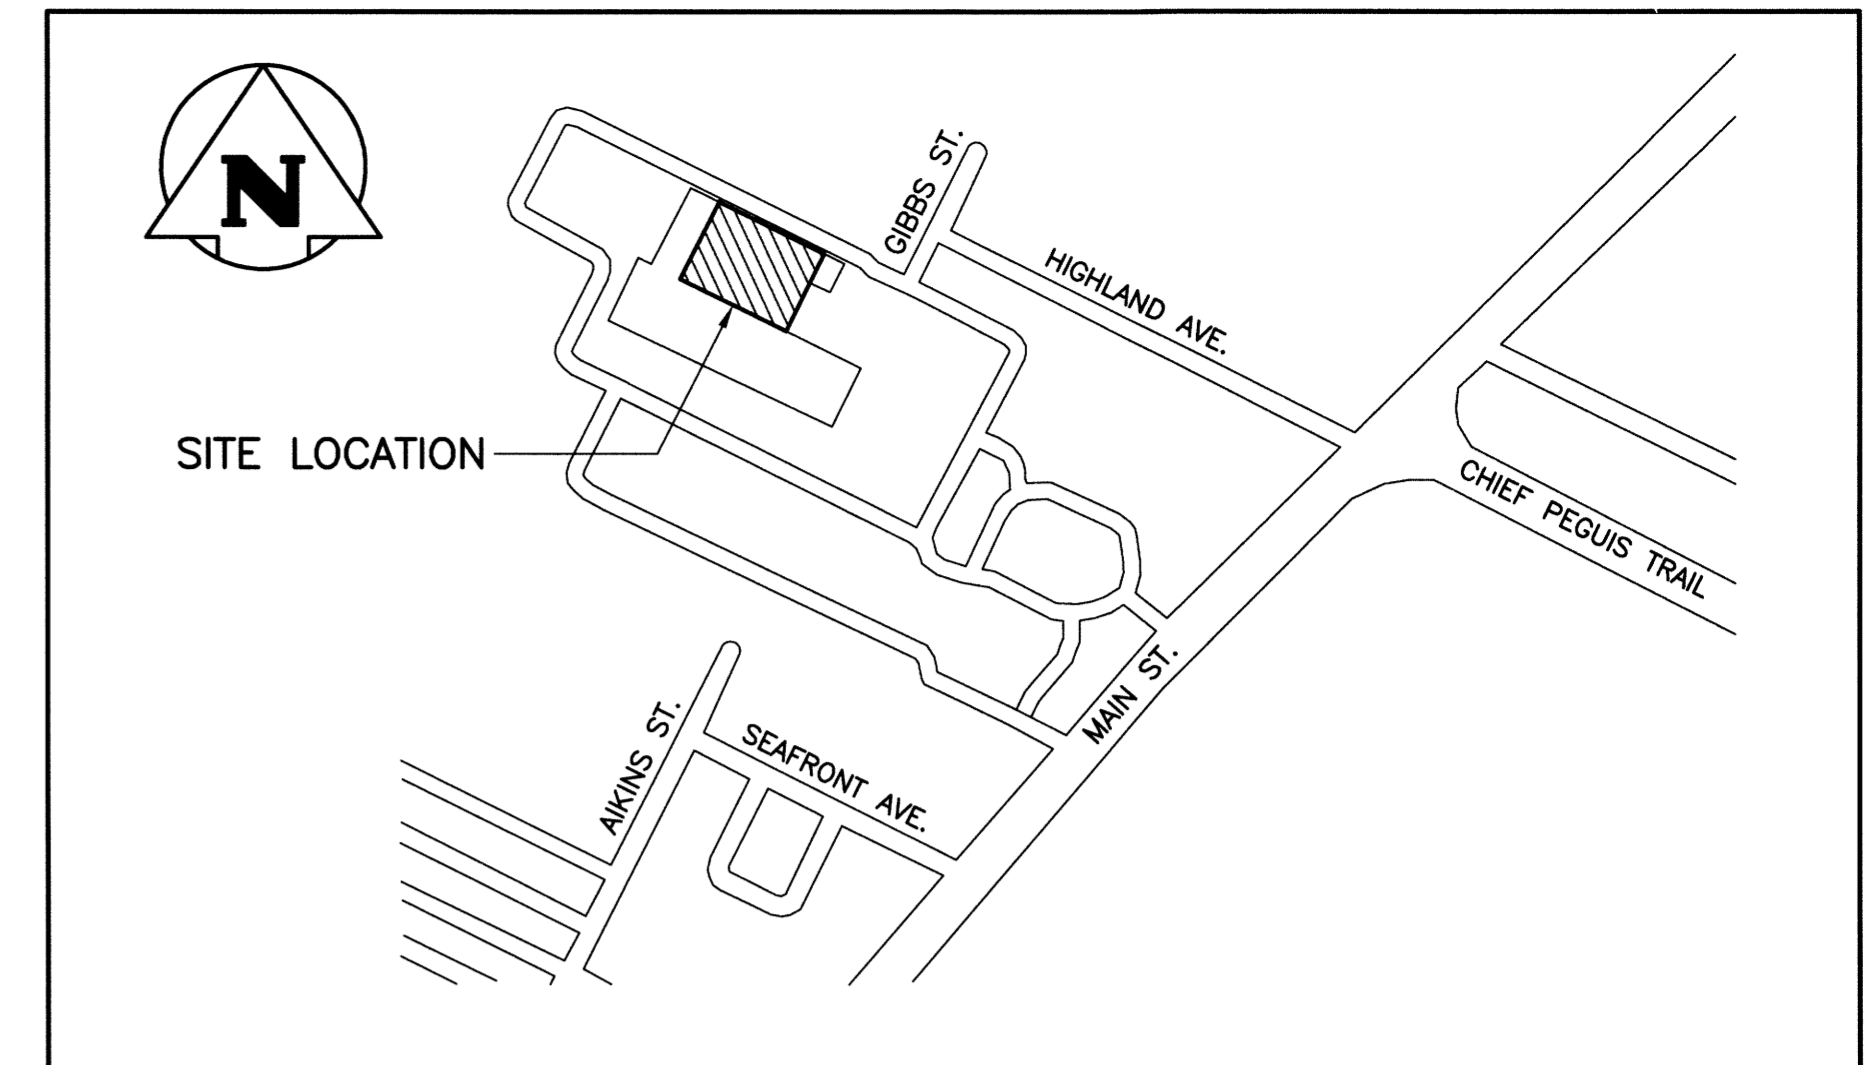 N
GIBBS ST.
HIGHLAND AVE.
SITE LOCATION
CHIEF PEGUIS TRAIL
MAIN ST.
AIKINS ST.
SEAFRONT AVE.